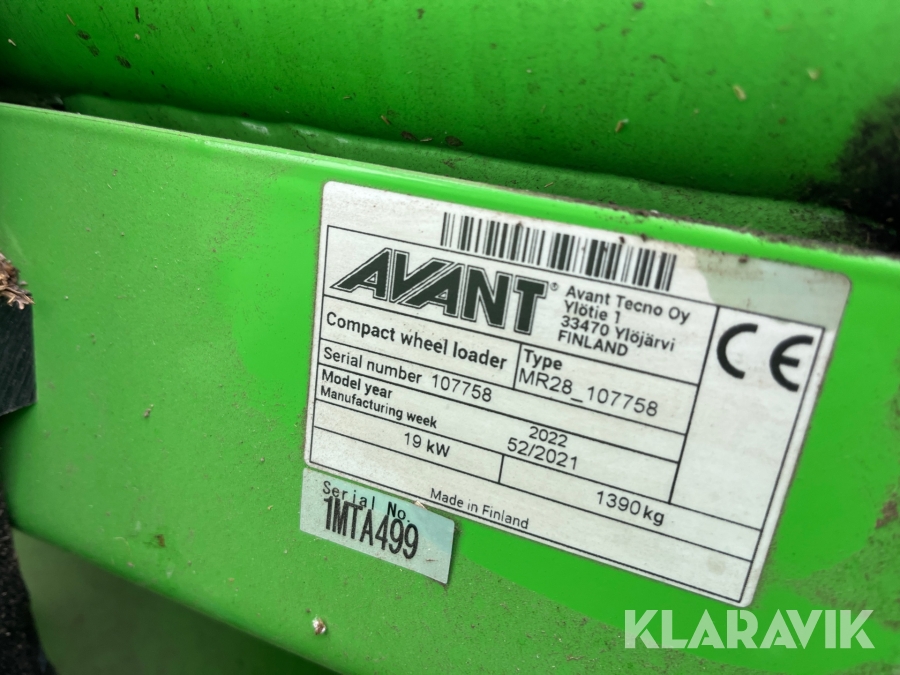 AVANT®
Avant Tecno Oy
Ylötie 1
33470 Ylöjärvi
FINLAND
CE
Compact wheel loader
Type
MR28_107758
Serial number 107758
Model year 2022
Manufacturing week 52/2021
19 kW 1390 kg
Made in Finland
Serial No.
1MTA499
KLARAVIK